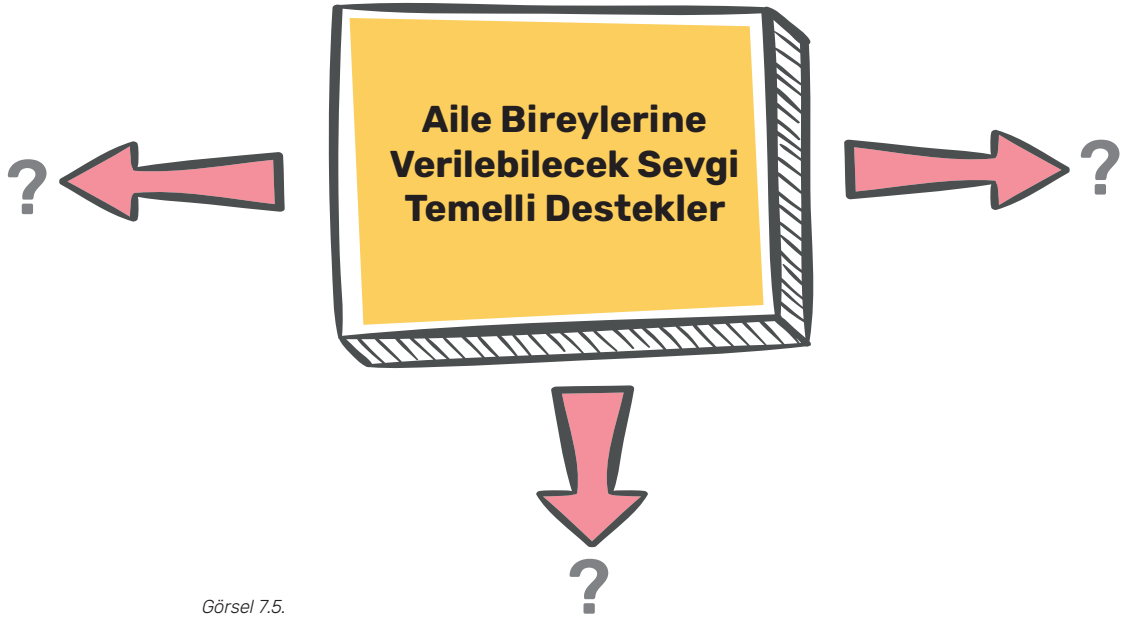 Aile Bireylerine
Verilebilecek Sevgi
Temelli Destekler
?
?
?
Görsel 7.5.